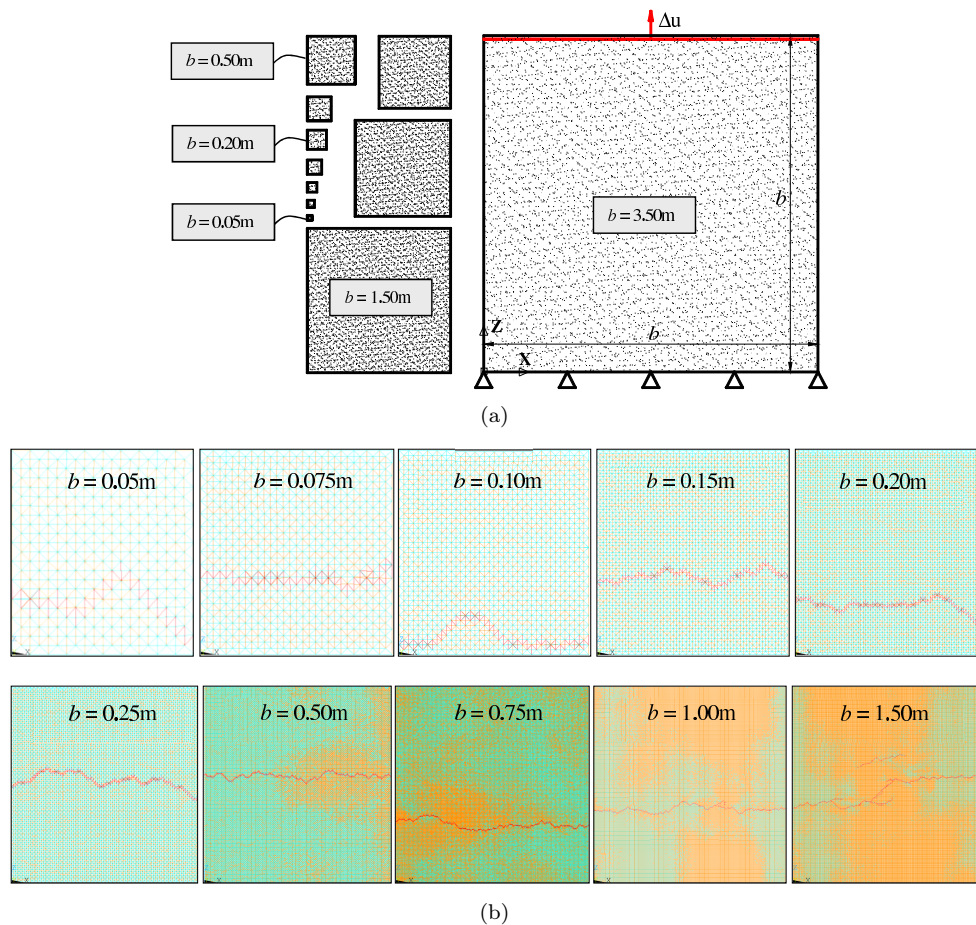 Δu
b = 0.50m
b = 0.20m
b = 0.05m
b = 1.50m
b = 3.50m
b
Z
b
X
(a)
b = 0.05m
b = 0.075m
b = 0.10m
b = 0.15m
b = 0.20m
b = 0.25m
b = 0.50m
b = 0.75m
b = 1.00m
b = 1.50m
(b)